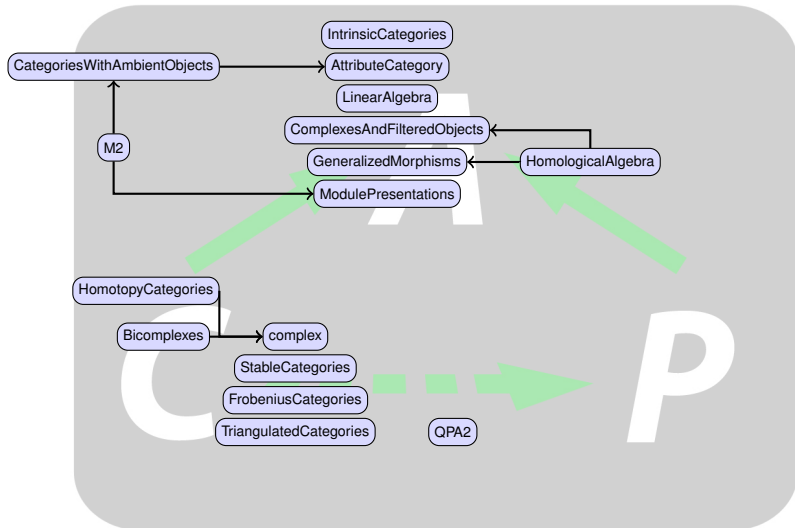 IntrinsicCategories
CategoriesWithAmbientObjects
AttributeCategory
LinearAlgebra
ComplexesAndFilteredObjects
M2
GeneralizedMorphisms
HomologicalAlgebra
ModulePresentations
A
HomotopyCategories
Bicomplexes
complex
StableCategories
FrobeniusCategories
TriangulatedCategories
QPA2
C
P